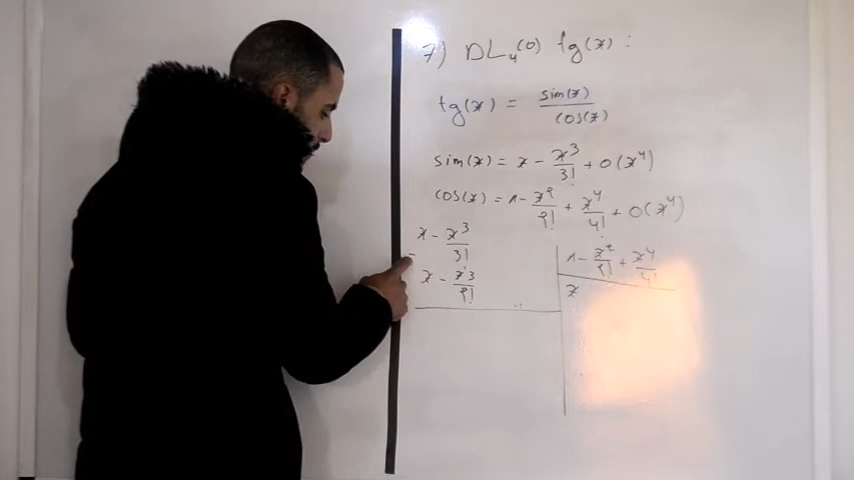 7) DL₄(0) tg(x) :
tg(x) = sin(x)/cos(x)
sin(x) = x - x³/3! + o(x⁴)
cos(x) = 1 - x²/2! + x⁴/4! + o(x⁴)
x - x³/3!
1 - x²/2! + x⁴/4!
- x - x³/2!
x